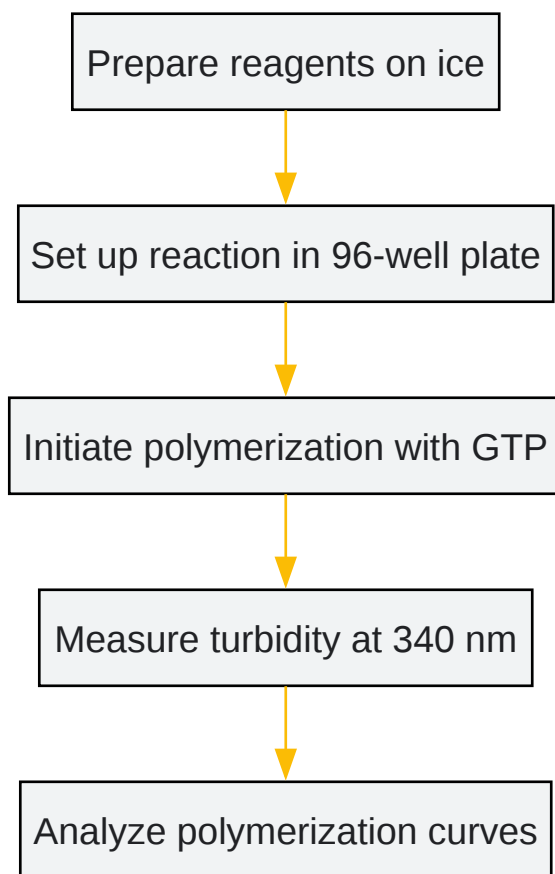 Prepare reagents on ice
Set up reaction in 96-well plate
Initiate polymerization with GTP
Measure turbidity at 340 nm
Analyze polymerization curves